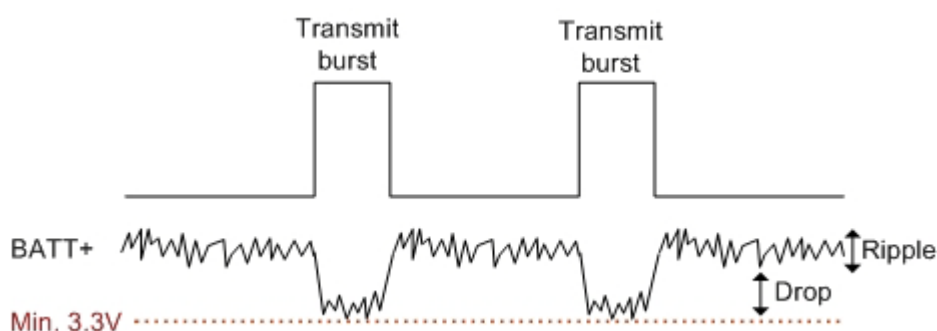 Transmit
burst
Transmit
burst
BATT+
Ripple
Drop
Min. 3.3V